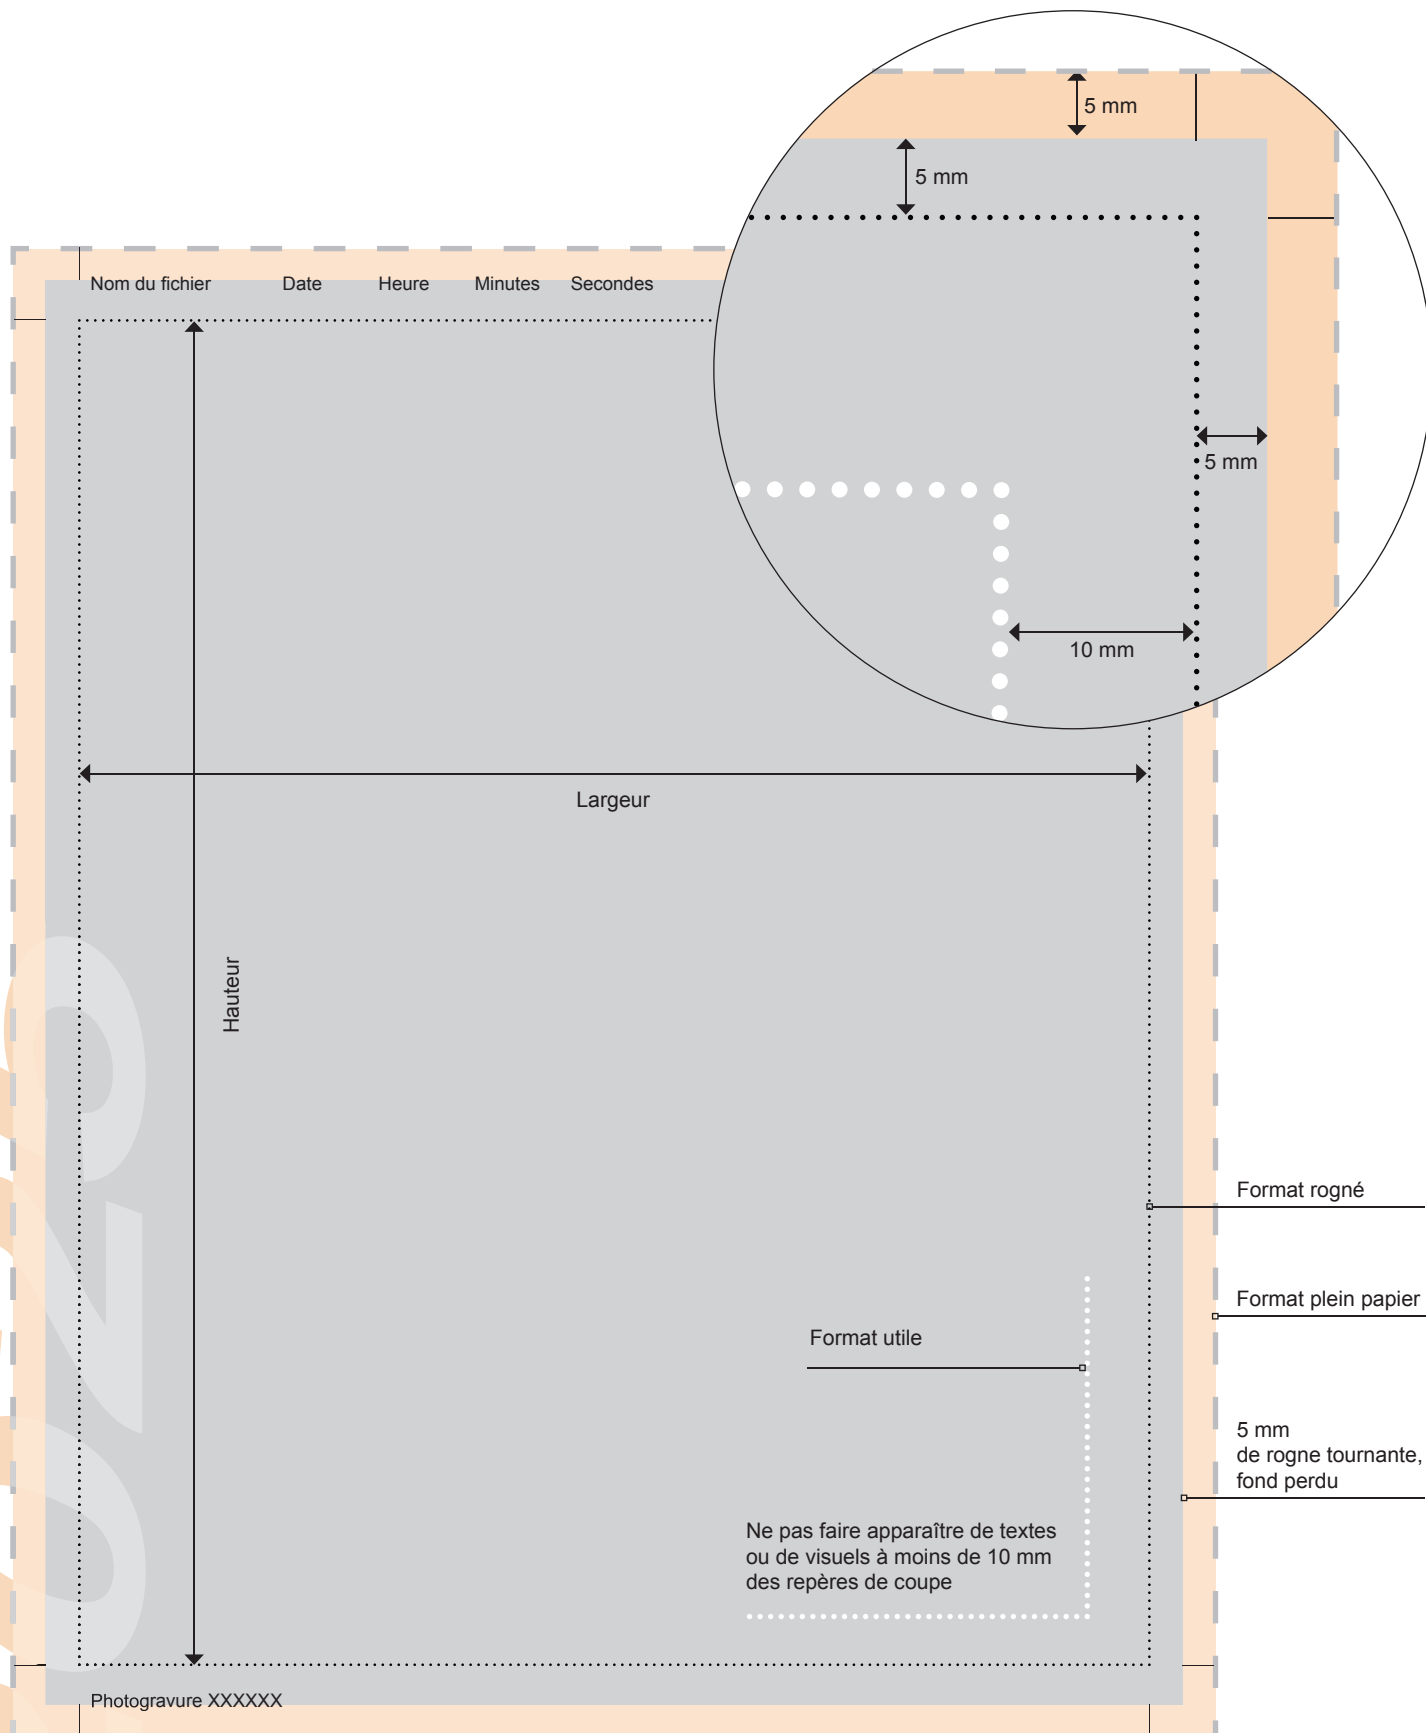 5 mm
5 mm
Nom du fichier Date Heure Minutes Secondes
5 mm
10 mm
Largeur
Hauteur
Format rogné
Format plein papier
Format utile
5 mm
de rogne tournante,
fond perdu
Ne pas faire apparaître de textes
ou de visuels à moins de 10 mm
des repères de coupe
Photogravure XXXXXX